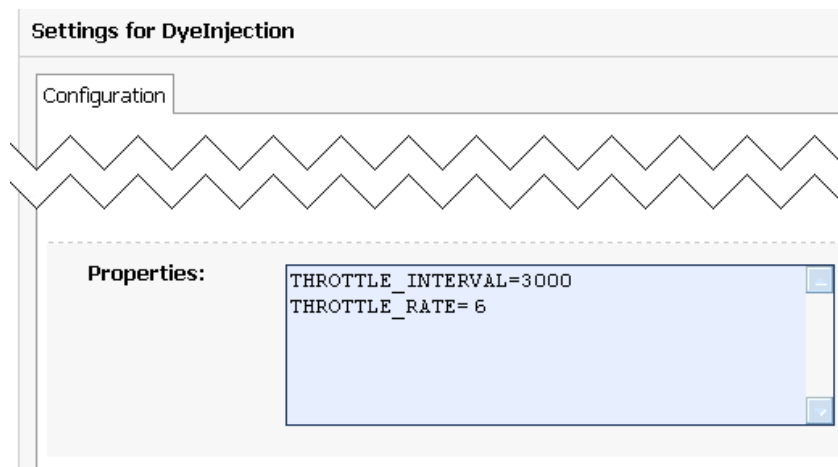 Settings for DyeInjection
Configuration
Properties:
THROTTLE_INTERVAL=3000
THROTTLE_RATE= 6